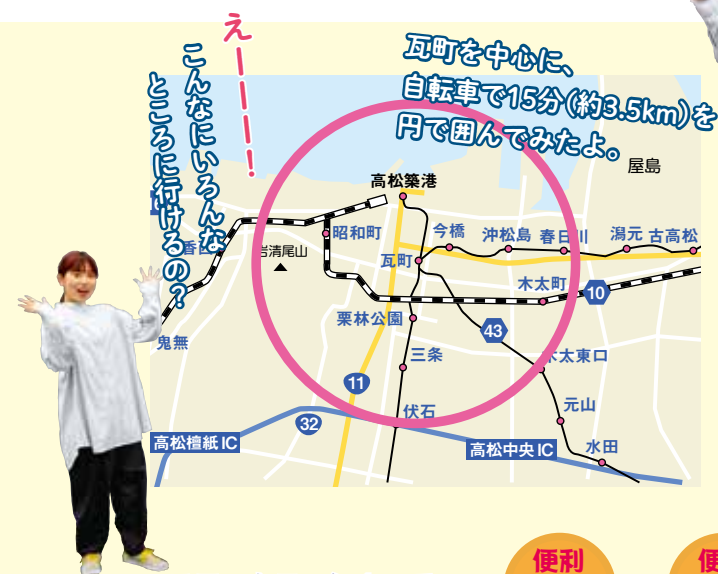 え――!
こんなにいろんな
ところに行けるの?
瓦町を中心に、
自転車で15分(約3.5km)を
円で囲んでみたよ。
屋島
高松築港
昭和町
今橋
沖松島
春日川
潟元
古高松
岩清尾山
瓦町
木太町
10
鬼無
栗林公園
43
三条
木太東口
11
伏石
元山
32
高松檀紙IC
高松中央IC
水田
便利